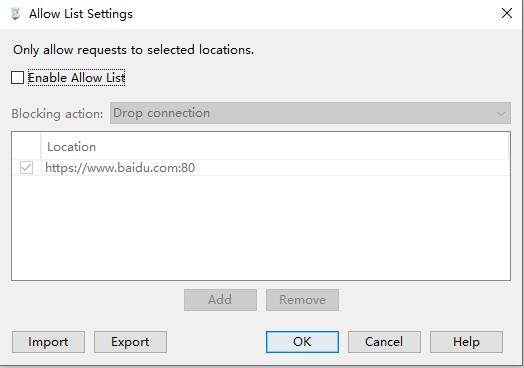 Allow List Settings
Only allow requests to selected locations.
Enable Allow List
Blocking action: Drop connection
Location
https://www.baidu.com:80
Add Remove
Import Export OK Cancel Help